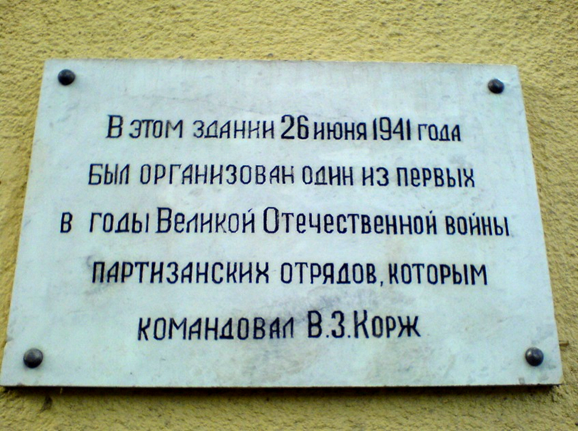 В этом здании 26 июня 1941 года
был организован один из первых
в годы Великой Отечественной войны
партизанских отрядов, которым
командовал В.З.Корж